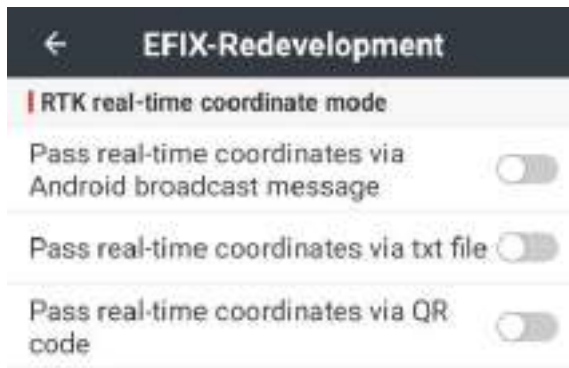 EFIX-Redevelopment
RTK real-time coordinate mode
Pass real-time coordinates via
Android broadcast message
Pass real-time coordinates via txt file
Pass real-time coordinates via QR
code